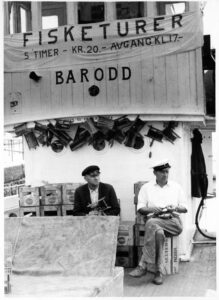 FISKETURER
5 TIMER - KR. 20.- AVGANG KL. 17.-
BARODD